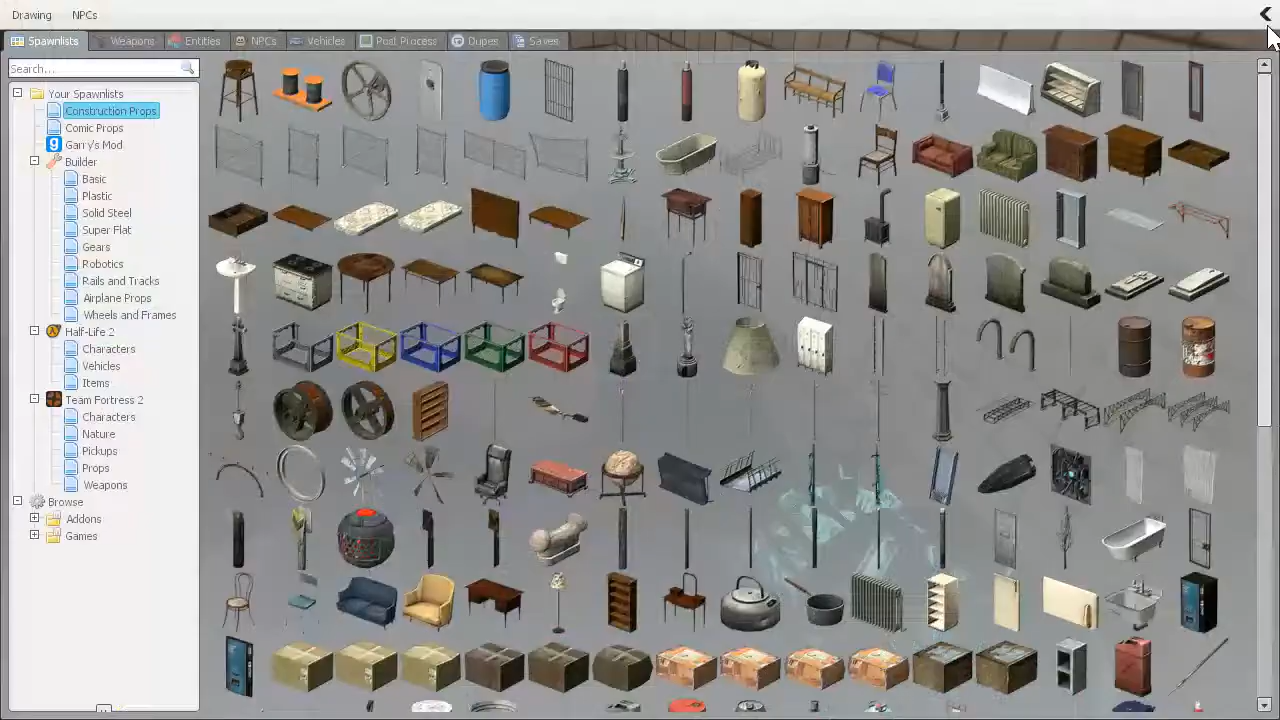 Drawing NPCs
Spawnlists Weapons Entities NPCs Vehicles Post Process Dupes Saves
Search...
Your Spawnlists
Construction Props
Comic Props
Garry's Mod
Builder
Basic
Plastic
Solid Steel
Super Flat
Gears
Robotics
Rails and Tracks
Airplane Props
Wheels and Frames
Half-Life 2
Characters
Vehicles
Items
Team Fortress 2
Characters
Nature
Pickups
Props
Weapons
Browse
Addons
Games